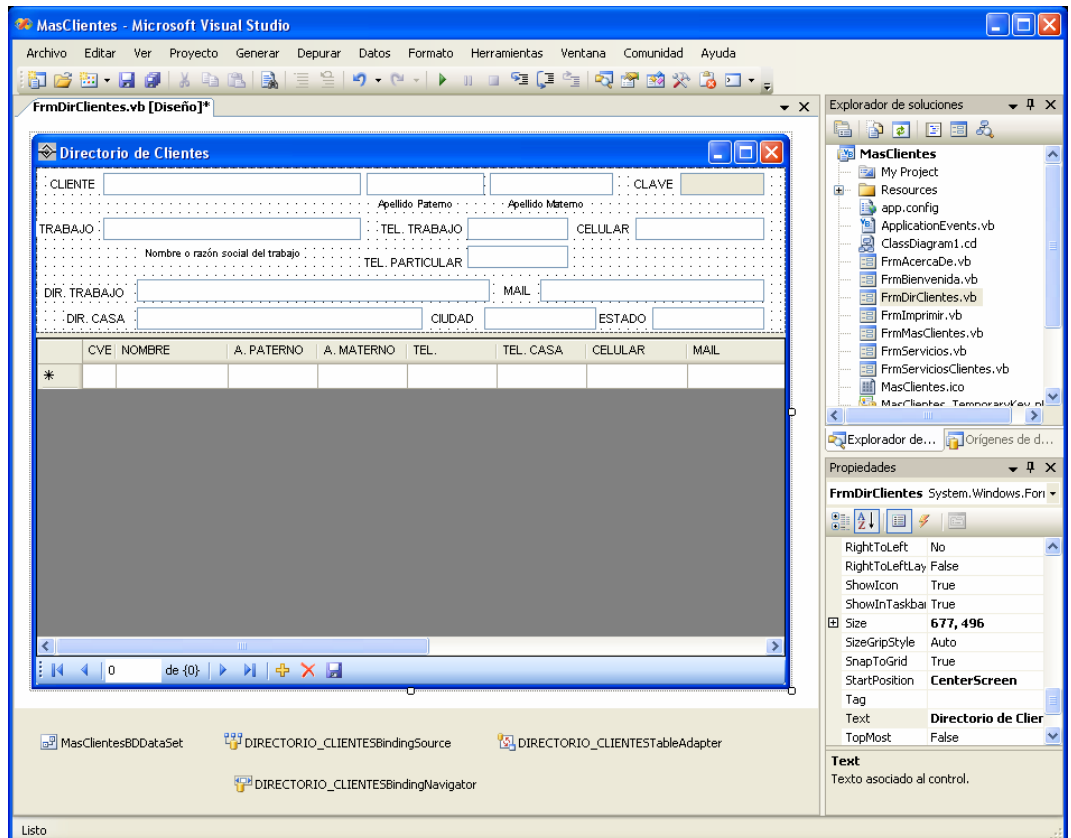 MasClientes - Microsoft Visual Studio
Archivo Editar Ver Proyecto Generar Depurar Datos Formato Herramientas Ventana Comunidad Ayuda
FrmDirClientes.vb [Diseño]*
Directorio de Clientes
CLIENTE CLAVE
Apellido Paterno Apellido Materno
TRABAJO TEL. TRABAJO CELULAR
Nombre o razón social del trabajo
TEL. PARTICULAR
DIR. TRABAJO MAIL
DIR. CASA CIUDAD ESTADO
CVE NOMBRE A. PATERNO A. MATERNO TEL. TEL. CASA CELULAR MAIL
0 de {0}
MasClientesBDDataSet DIRECTORIO_CLIENTESBindingSource DIRECTORIO_CLIENTESTableAdapter
DIRECTORIO_CLIENTESBindingNavigator
Explorador de soluciones
MasClientes
My Project
Resources
app.config
ApplicationEvents.vb
ClassDiagram1.cd
FrmAcercaDe.vb
FrmBienvenida.vb
FrmDirClientes.vb
FrmImprimir.vb
FrmMasClientes.vb
FrmServicios.vb
FrmServiciosClientes.vb
MasClientes.ico
MasClientes_TemporaryKey.pf
Explorador de... Orígenes de d...
Propiedades
FrmDirClientes System.Windows.Forr
RightToLeft No
RightToLeftLay False
ShowIcon True
ShowInTaskbar True
Size 677, 496
SizeGripStyle Auto
SnapToGrid True
StartPosition CenterScreen
Tag
Text Directorio de Clier
TopMost False
Text
Texto asociado al control.
Listo